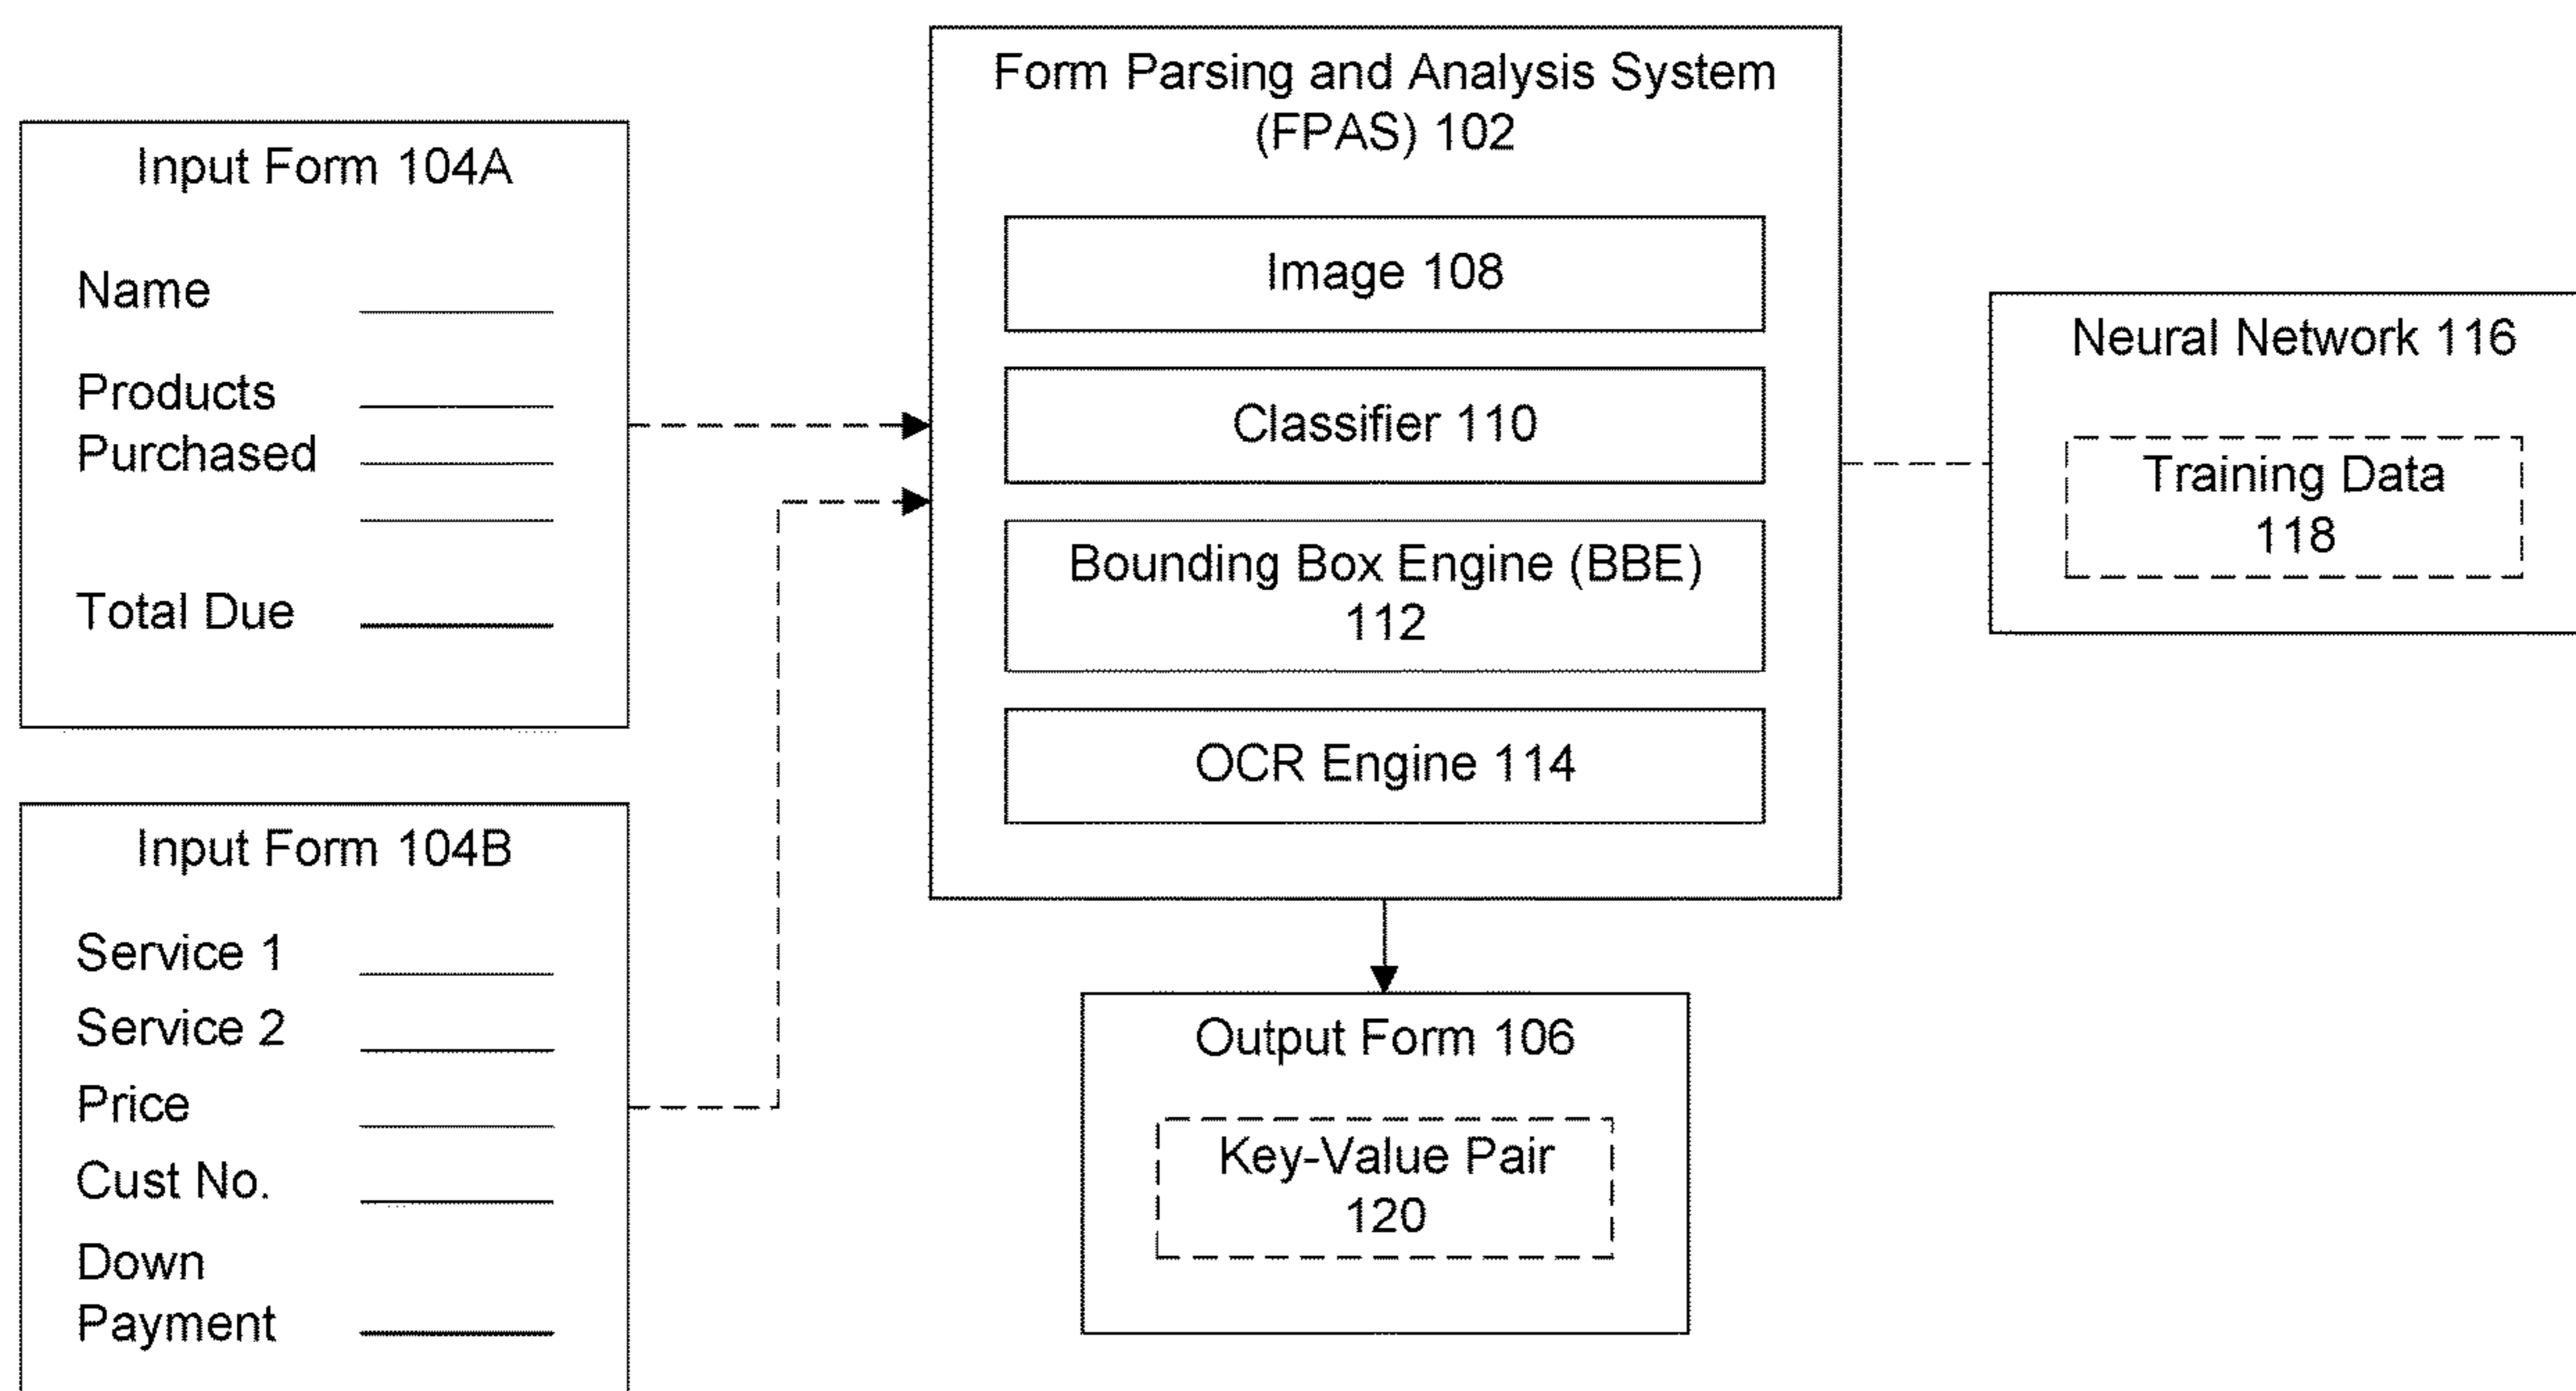 Input Form 104A
Name
Products
Purchased
Total Due
Input Form 104B
Service 1
Service 2
Price
Cust No.
Down
Payment
Form Parsing and Analysis System
(FPAS) 102
Image 108
Classifier 110
Bounding Box Engine (BBE)
112
OCR Engine 114
Output Form 106
Key-Value Pair
120
Neural Network 116
Training Data
118